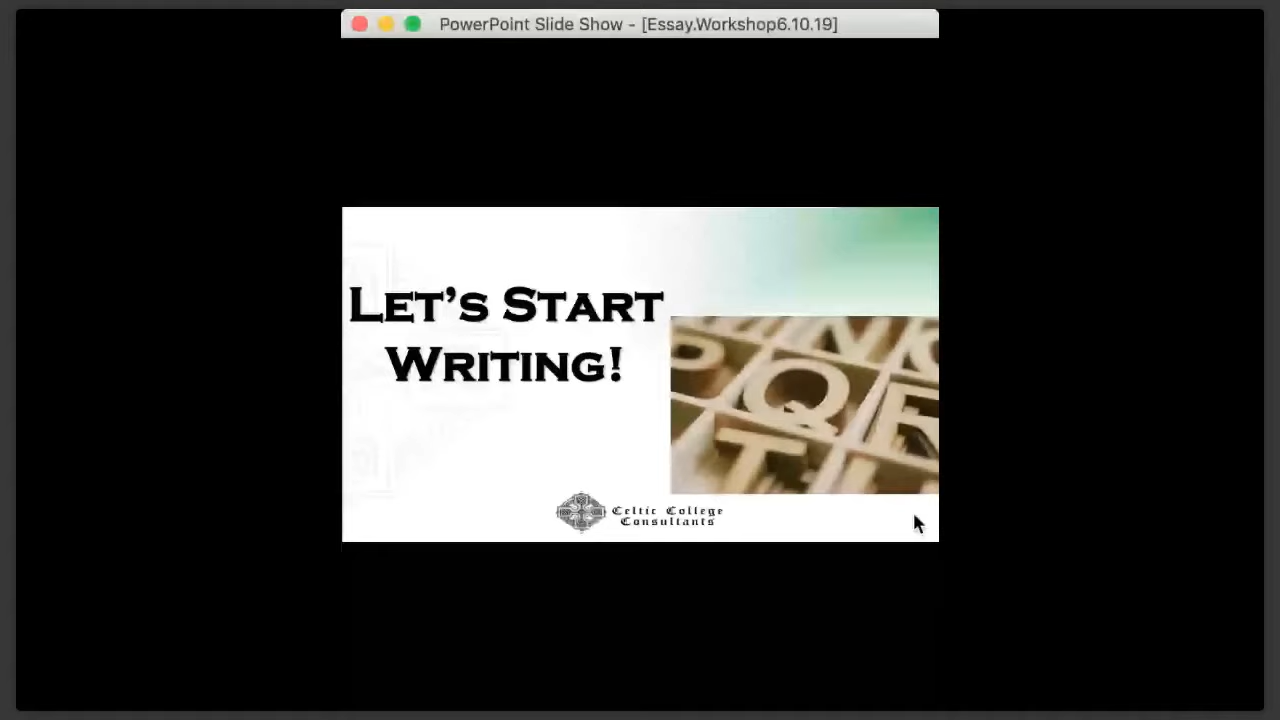 PowerPoint Slide Show - [Essay.Workshop6.10.19]
Let's Start
Writing!
Q
T
Celtic College
Consultants